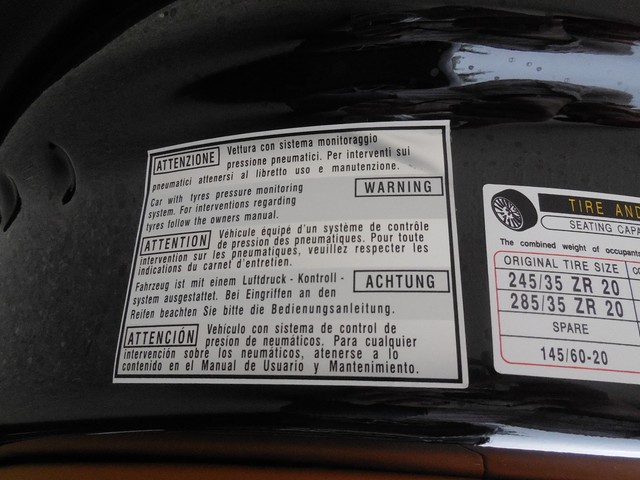 ATTENZIONE Vettura con sistema monitoraggio
pressione pneumatici. Per interventi sui
pneumatici attenersi al libretto uso e manutenzione.
Car with tyres pressure monitoring WARNING
system. For interventions regarding
tyres follow the owners manual.
ATTENTION Véhicule équipé d'un système de contrôle
de pression des pneumatiques. Pour toute
intervention sur les pneumatiques, veuillez respecter les
indications du carnet d'entretien.
Fahrzeug ist mit einem Luftdruck - Kontroll - ACHTUNG
system ausgestattet. Bei Eingriffen an den
Reifen beachten Sie bitte die Bedienungsanleitung.
ATENCIÓN Vehículo con sistema de control de
presion de neumáticos. Para cualquier
intervención sobre los neumáticos, atenerse a lo
contenido en el Manual de Usuario y Mantenimiento.
TIRE AND
SEATING CAPA
The combined weight of occupants
ORIGINAL TIRE SIZE
245/35 ZR 20
285/35 ZR 20
SPARE
145/60-20